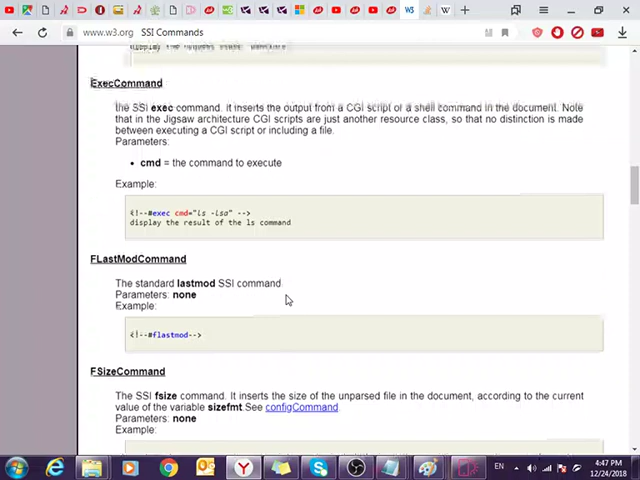 www.w3.org
SSI Commands
ExecCommand
the SSI exec command. It inserts the output from a CGI script or a shell command in the document. Note
that in the Jigsaw architecture CGI scripts are just another resource class, so that no distinction is made
between executing a CGI script or including a file.
Parameters:
• cmd = the command to execute
Example:
<!--#exec cmd="ls -lsa" -->
display the result of the ls command
FLastModCommand
The standard lastmod SSI command.
Parameters: none
Example:
<!--#flastmod-->
FSizeCommand
The SSI fsize command. It inserts the size of the unparsed file in the document, according to the current
value of the variable sizefmt.See configCommand.
Parameters: none
Example:
EN
4:47 PM
12/24/2018